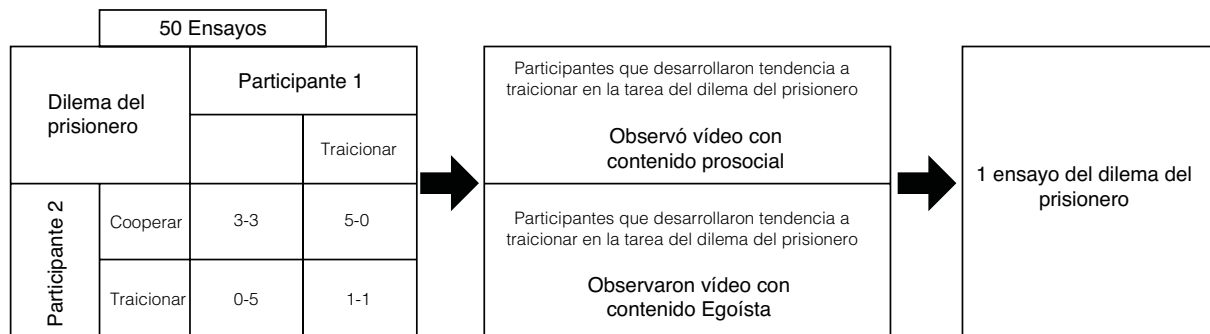 50 Ensayos
Dilema del
prisionero
Participante 1
Traicionar
Participante 2
Cooperar
3-3
5-0
Traicionar
0-5
1-1
Participantes que desarrollaron tendencia a
traicionar en la tarea del dilema del prisionero
Observó vídeo con
contenido prosocial
Participantes que desarrollaron tendencia a
traicionar en la tarea del dilema del prisionero
Observaron vídeo con
contenido Egoísta
1 ensayo del dilema del
prisionero